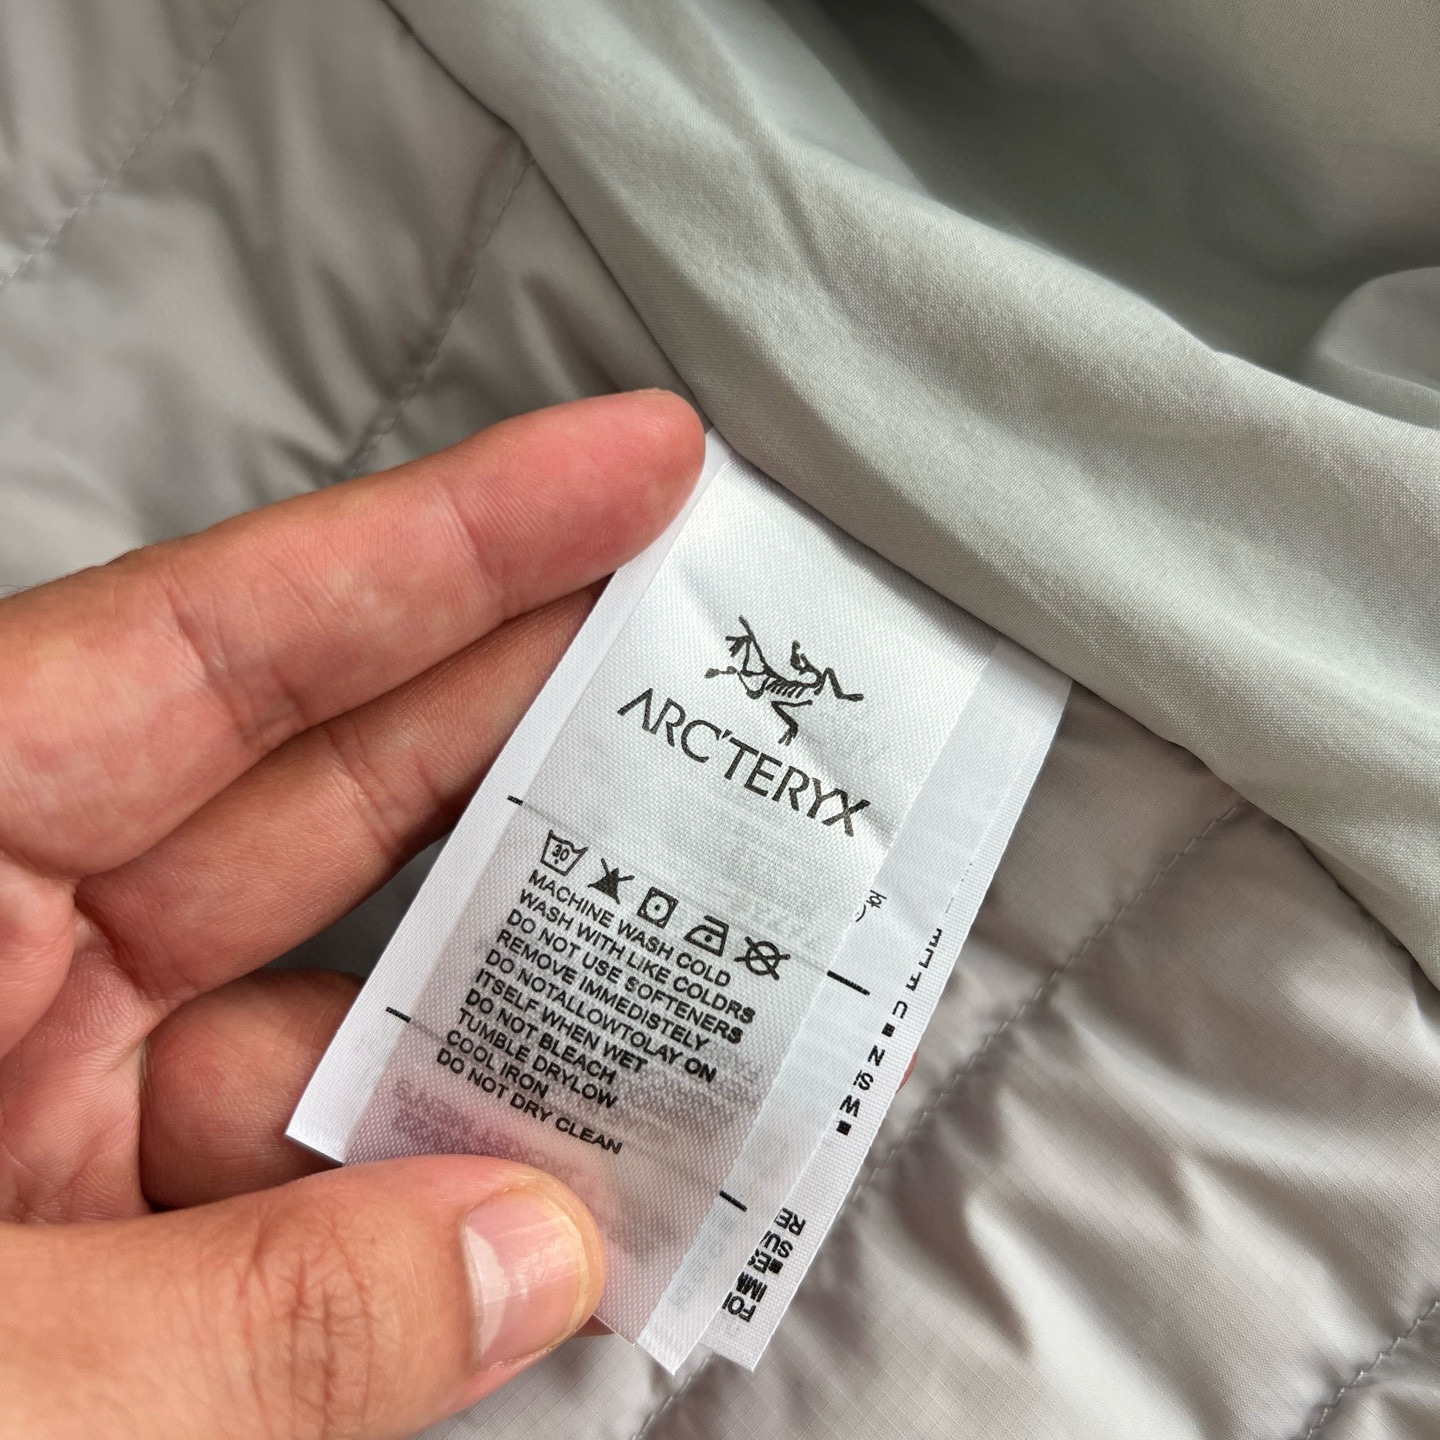 ARC'TERYX
30
MACHINE WASH COLD
WASH WITH LIKE COLDRS
DO NOT USE SOFTENERS
REMOVE IMMEDISTELY
DO NOTALLOWTOLAY ON
ITSELF WHEN WET
DO NOT BLEACH
TUMBLE DRYLOW
COOL IRON
DO NOT DRY CLEAN